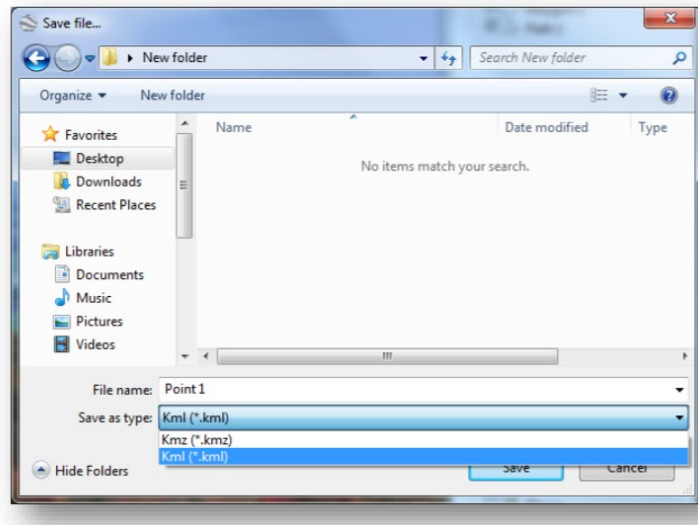 Save file...
New folder
Search New folder
Organize
New folder
Name
Date modified
Type
Favorites
Desktop
Downloads
Recent Places
No items match your search.
Libraries
Documents
Music
Pictures
Videos
File name: Point 1
Save as type: Kml (*.kml)
Kmz (*.kmz)
Kml (*.kml)
Hide Folders
Save
Cancel